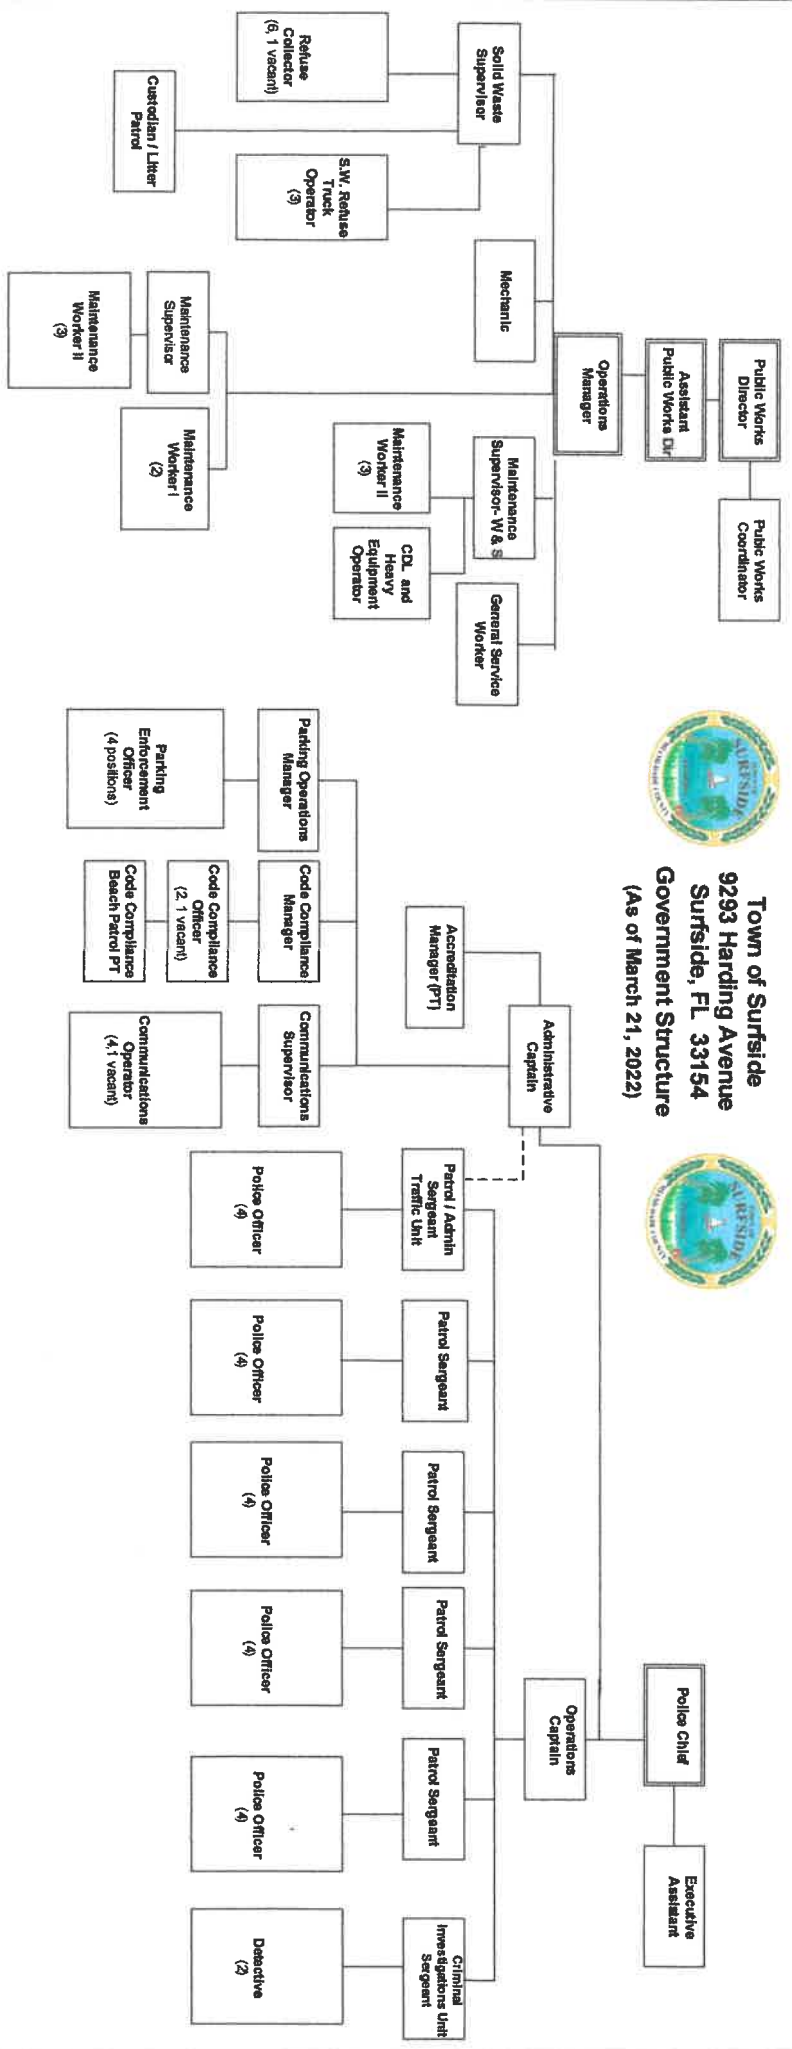 Town of Surfside
9293 Harding Avenue
Surfside, FL 33154
Government Structure
(As of March 21, 2022)
SURFSIDE
SURFSIDE
Public Works
Director
Pubic Works
Coordinator
Assistant
Public Works Dir
Operations
Manager
Solid Waste
Supervisor
Refuse
Collector
(6, 1 vacant)
Custodian / Litter
Patrol
S.W. Refuse
Truck
Operator
(3)
Mechanic
Maintenance
Supervisor
Maintenance
Worker II
(3)
Maintenance
Worker I
(2)
Maintenance
Supervisor- W & S
Maintenance
Worker II
(3)
CDL and
Heavy
Equipment
Operator
General Service
Worker
Police Chief
Executive
Assistant
Administrative
Captain
Accreditation
Manager (PT)
Parking Operations
Manager
Parking
Enforcement
Officer
(4 positions)
Code Compliance
Manager
Code Compliance
Officer
(2, 1 vacant)
Code Compliance
Beach Patrol PT
Communications
Supervisor
Communications
Operator
(4,1 vacant)
Operations
Captain
Patrol / Admin
Sergeant
Traffic Unit
Police Officer
(4)
Patrol Sergeant
Police Officer
(4)
Patrol Sergeant
Police Officer
(4)
Patrol Sergeant
Police Officer
(4)
Patrol Sergeant
Police Officer
(4)
Criminal
Investigations Unit
Sergeant
Detective
(2)